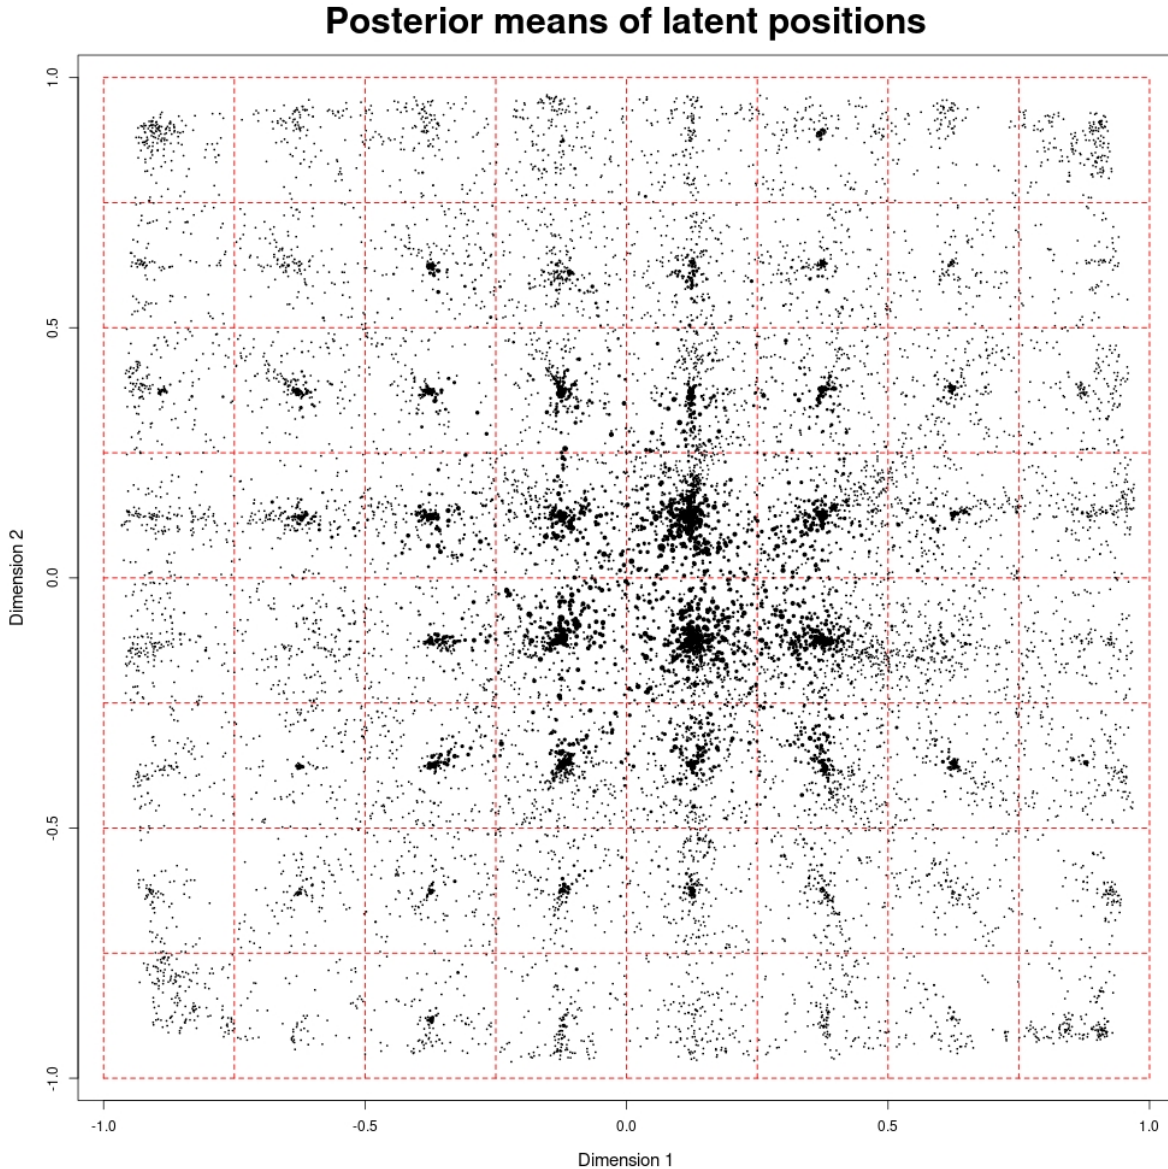 Posterior means of latent positions
1.0
0.5
0.0
-0.5
-1.0
Dimension 2
-1.0 -0.5 0.0 0.5 1.0
Dimension 1